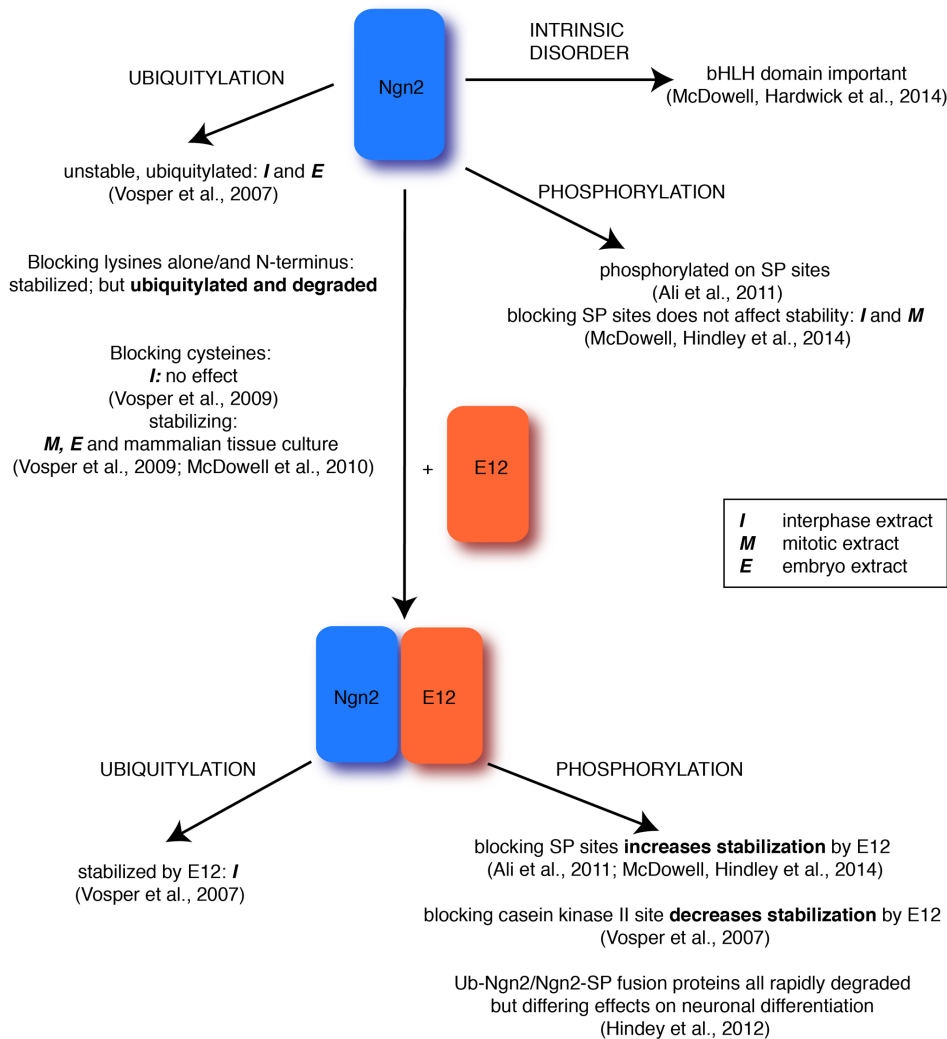 INTRINSIC
DISORDER
UBIQUITYLATION
Ngn2
bHLH domain important
(McDowell, Hardwick et al., 2014)
unstable, ubiquitylated: I and E
(Vosper et al., 2007)
PHOSPHORYLATION
Blocking lysines alone/and N-terminus:
stabilized; but ubiquitylated and degraded
phosphorylated on SP sites
(Ali et al., 2011)
blocking SP sites does not affect stability: I and M
(McDowell, Hindley et al., 2014)
Blocking cysteines:
I: no effect
(Vosper et al., 2009)
stabilizing:
M, E and mammalian tissue culture
(Vosper et al., 2009; McDowell et al., 2010)
+
E12
I interphase extract
M mitotic extract
E embryo extract
Ngn2
E12
UBIQUITYLATION
PHOSPHORYLATION
stabilized by E12: I
(Vosper et al., 2007)
blocking SP sites increases stabilization by E12
(Ali et al., 2011; McDowell, Hindley et al., 2014)
blocking casein kinase II site decreases stabilization by E12
(Vosper et al., 2007)
Ub-Ngn2/Ngn2-SP fusion proteins all rapidly degraded
but differing effects on neuronal differentiation
(Hindey et al., 2012)